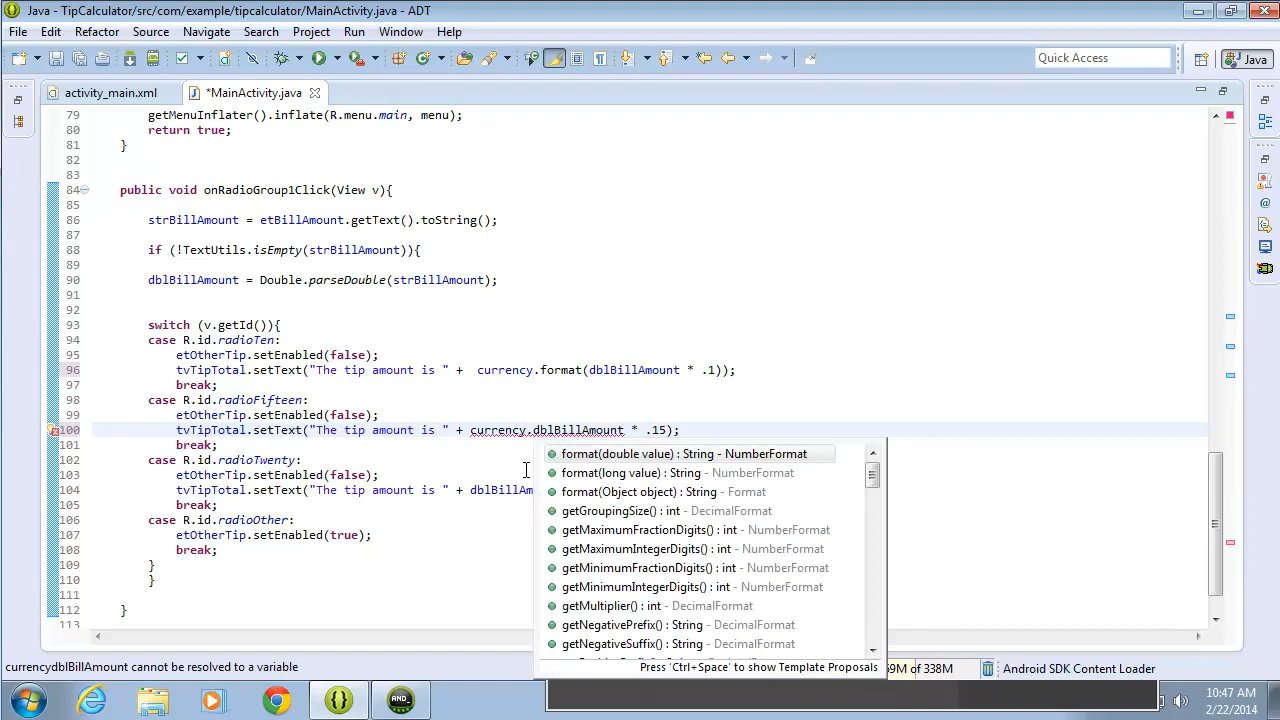 Java - TipCalculator/src/com/example/tipcalculator/MainActivity.java - ADT
File Edit Refactor Source Navigate Search Project Run Window Help
Quick Access
Java
activity_main.xml
*MainActivity.java
79 getMenuInflater().inflate(R.menu.main, menu);
80 return true;
81 }
82
83
84 public void onRadioGroup1Click(View v){
85
86 strBillAmount = etBillAmount.getText().toString();
87
88 if (!TextUtils.isEmpty(strBillAmount)){
89
90 dblBillAmount = Double.parseDouble(strBillAmount);
91
92
93 switch (v.getId()){
94 case R.id.radioTen:
95 etOtherTip.setEnabled(false);
96 tvTipTotal.setText("The tip amount is " +  currency.format(dblBillAmount * .1));
97 break;
98 case R.id.radioFifteen:
99 etOtherTip.setEnabled(false);
100 tvTipTotal.setText("The tip amount is " + currency.dblBillAmount * .15);
101 break;
102 case R.id.radioTwenty:
103 etOtherTip.setEnabled(false);
104 tvTipTotal.setText("The tip amount is " + dblBillAm
105 break;
106 case R.id.radioOther:
107 etOtherTip.setEnabled(true);
108 break;
109 }
110 }
111
112 }
113
format(double value) : String - NumberFormat
format(long value) : String - NumberFormat
format(Object object) : String - Format
getGroupingSize() : int - DecimalFormat
getMaximumFractionDigits() : int - NumberFormat
getMaximumIntegerDigits() : int - NumberFormat
getMinimumFractionDigits() : int - NumberFormat
getMinimumIntegerDigits() : int - NumberFormat
getMultiplier() : int - DecimalFormat
getNegativePrefix() : String - DecimalFormat
getNegativeSuffix() : String - DecimalFormat
Press 'Ctrl+Space' to show Template Proposals
currencydblBillAmount cannot be resolved to a variable
9M of 338M
Android SDK Content Loader
10:47 AM
2/22/2014